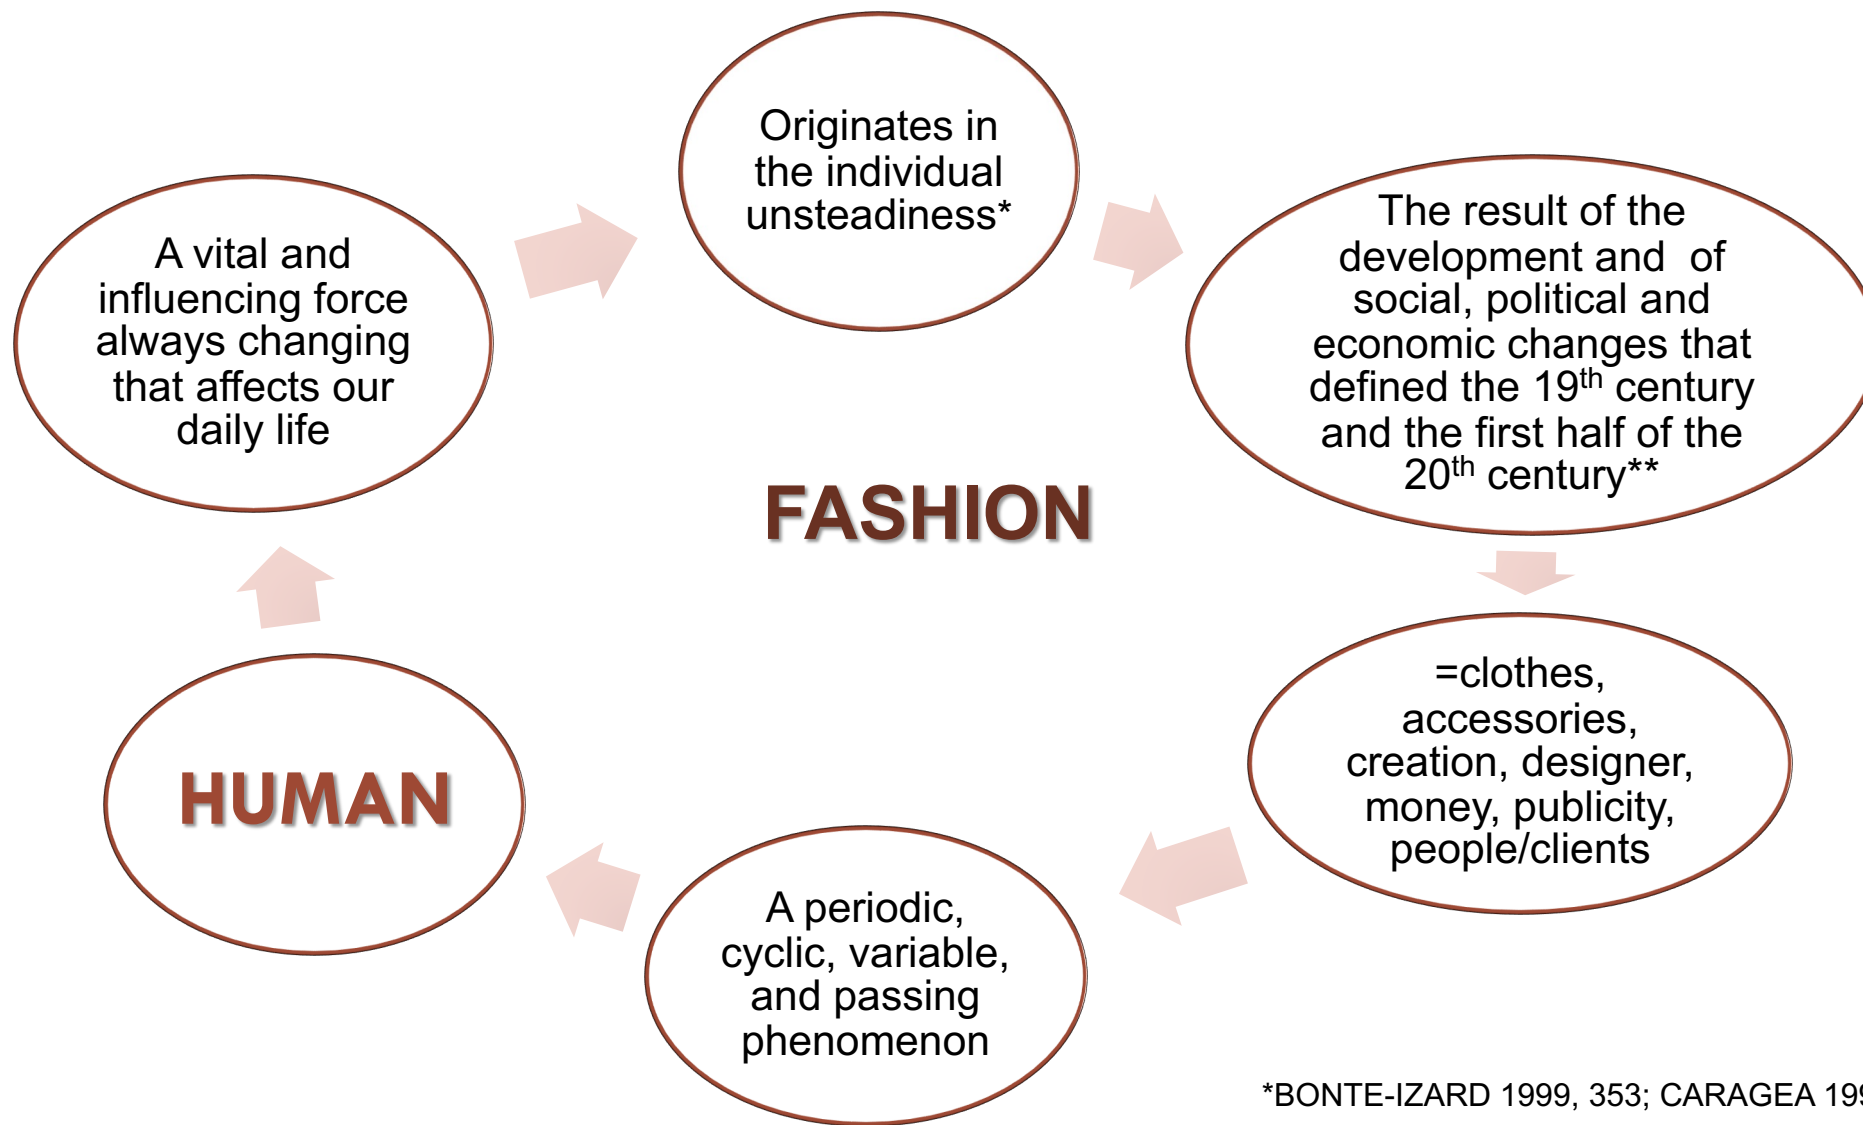 Originates in
the individual
unsteadiness*
The result of the
development and of
social, political and
economic changes that
defined the 19th century
and the first half of the
20th century**
=clothes,
accessories,
creation, designer,
money, publicity,
people/clients
A periodic,
cyclic, variable,
and passing
phenomenon
HUMAN
A vital and
influencing force
always changing
that affects our
daily life
FASHION
*BONTE-IZARD 1999, 353; CARAGEA